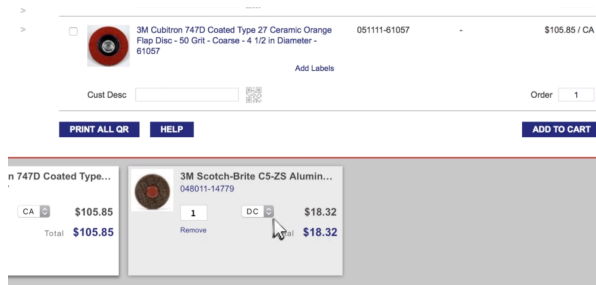 >
>
3M Cubitron 747D Coated Type 27 Ceramic Orange
Flap Disc - 50 Grit - Coarse - 4 1/2 in Diameter -
61057
051111-61057
-
$105.85 / CA
Add Labels
Cust Desc
Order 1
PRINT ALL QR HELP ADD TO CART
n 747D Coated Type...
CA $105.85
Total $105.85
3M Scotch-Brite C5-ZS Alumin...
048011-14779
1 DC $18.32
Remove $18.32